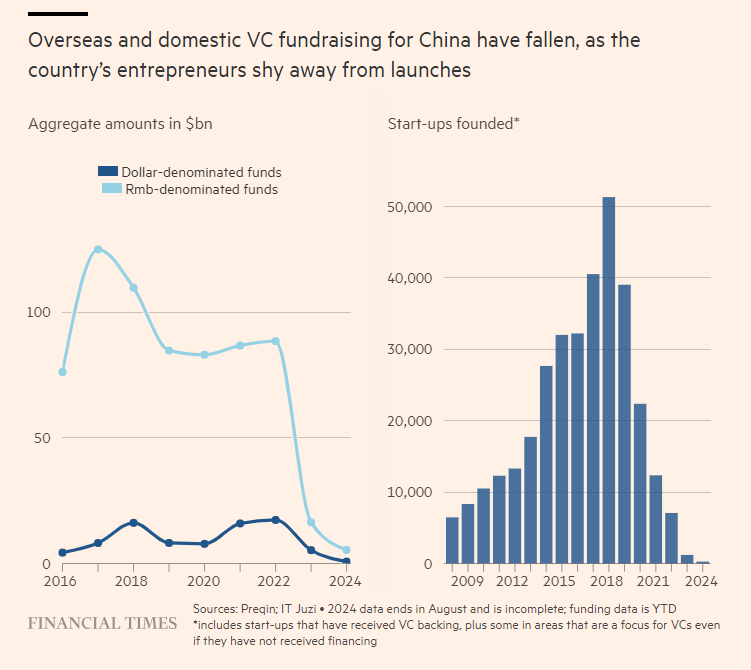 Overseas and domestic VC fundraising for China have fallen, as the
country’s entrepreneurs shy away from launches
Aggregate amounts in $bn
Dollar-denominated funds
Rmb-denominated funds
100
50
0
2016 2018 2020 2022 2024
Start-ups founded*
50,000
40,000
30,000
20,000
10,000
0
2009 2012 2015 2018 2021 2024
FINANCIAL TIMES
Sources: Preqin; IT Juzi • 2024 data ends in August and is incomplete; funding data is YTD
*includes start-ups that have received VC backing, plus some in areas that are a focus for VCs even
if they have not received financing